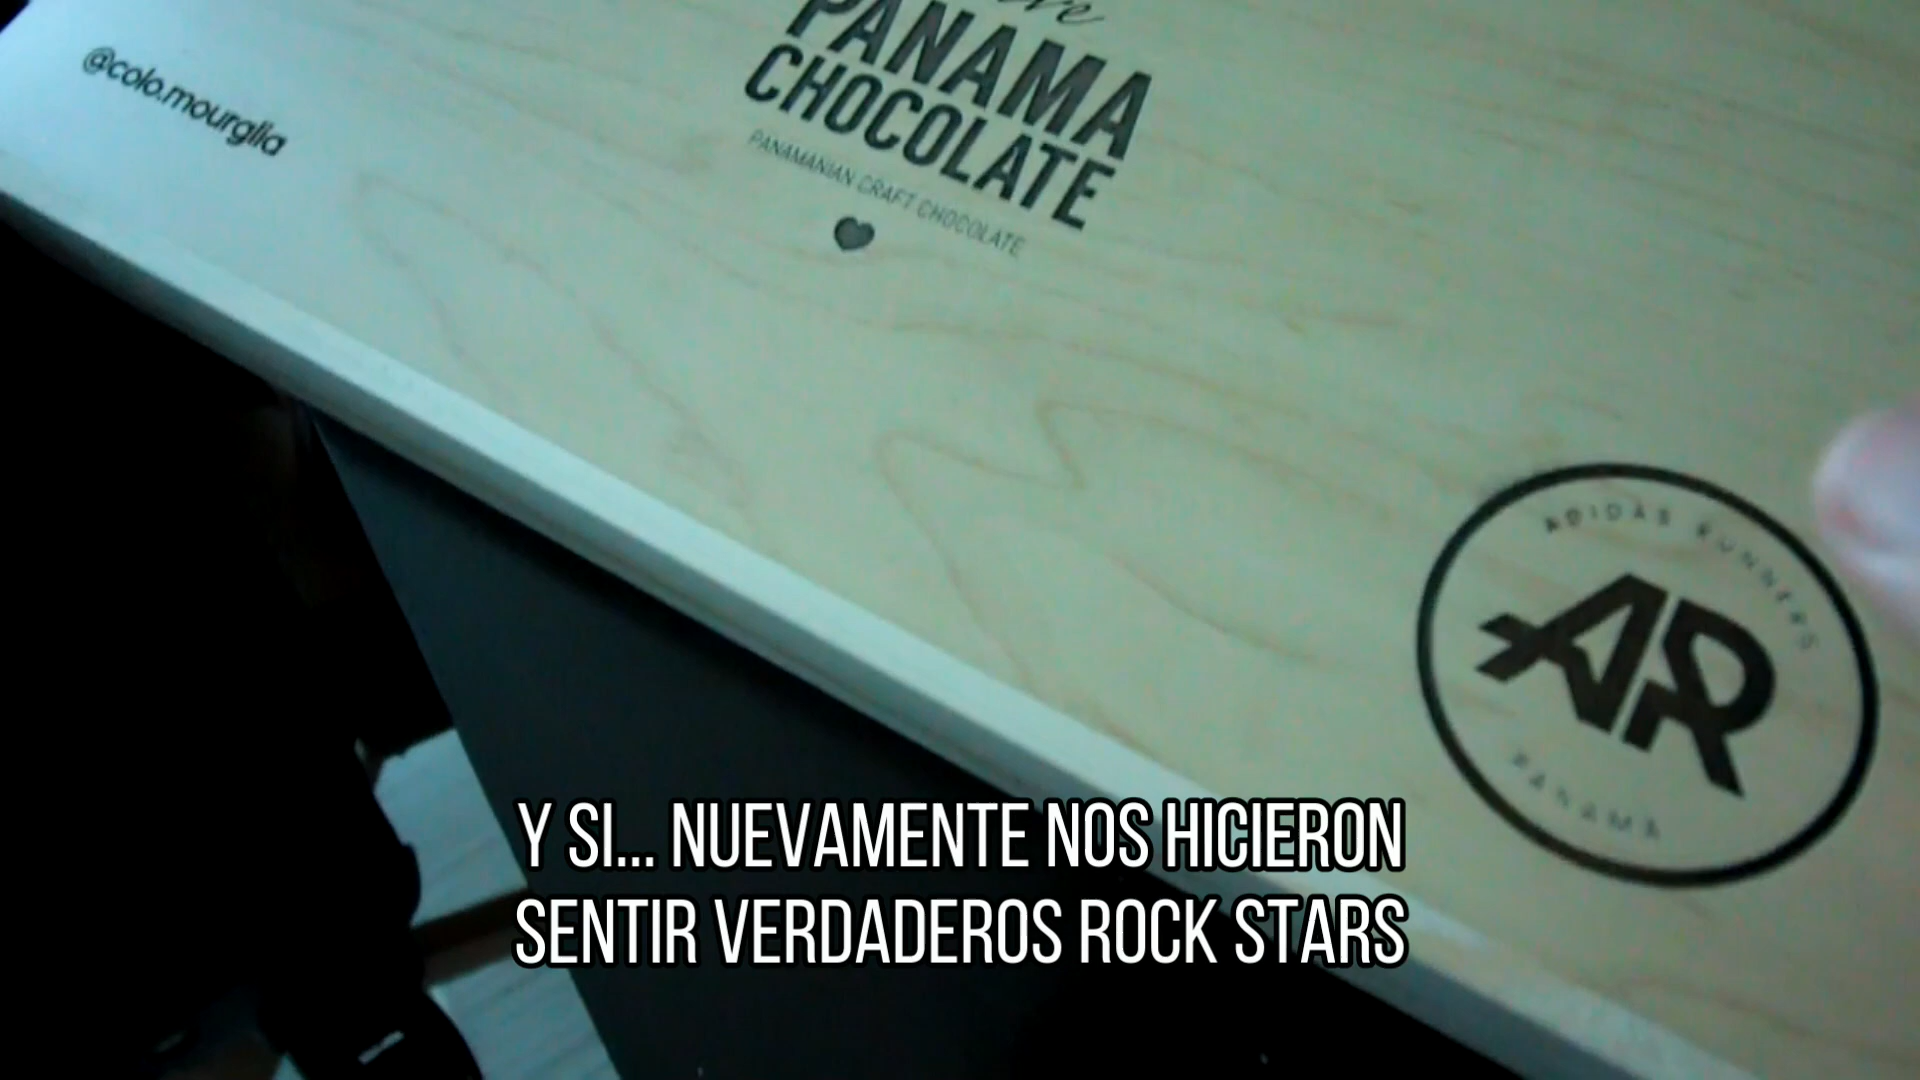 PANAMA
CHOCOLATE
PANAMANIAN CRAFT CHOCOLATE
@colo.mourglia
ADIDAS RUNNERS
AR
PANAMA
Y SI... NUEVAMENTE NOS HICIERON
SENTIR VERDADEROS ROCK STARS